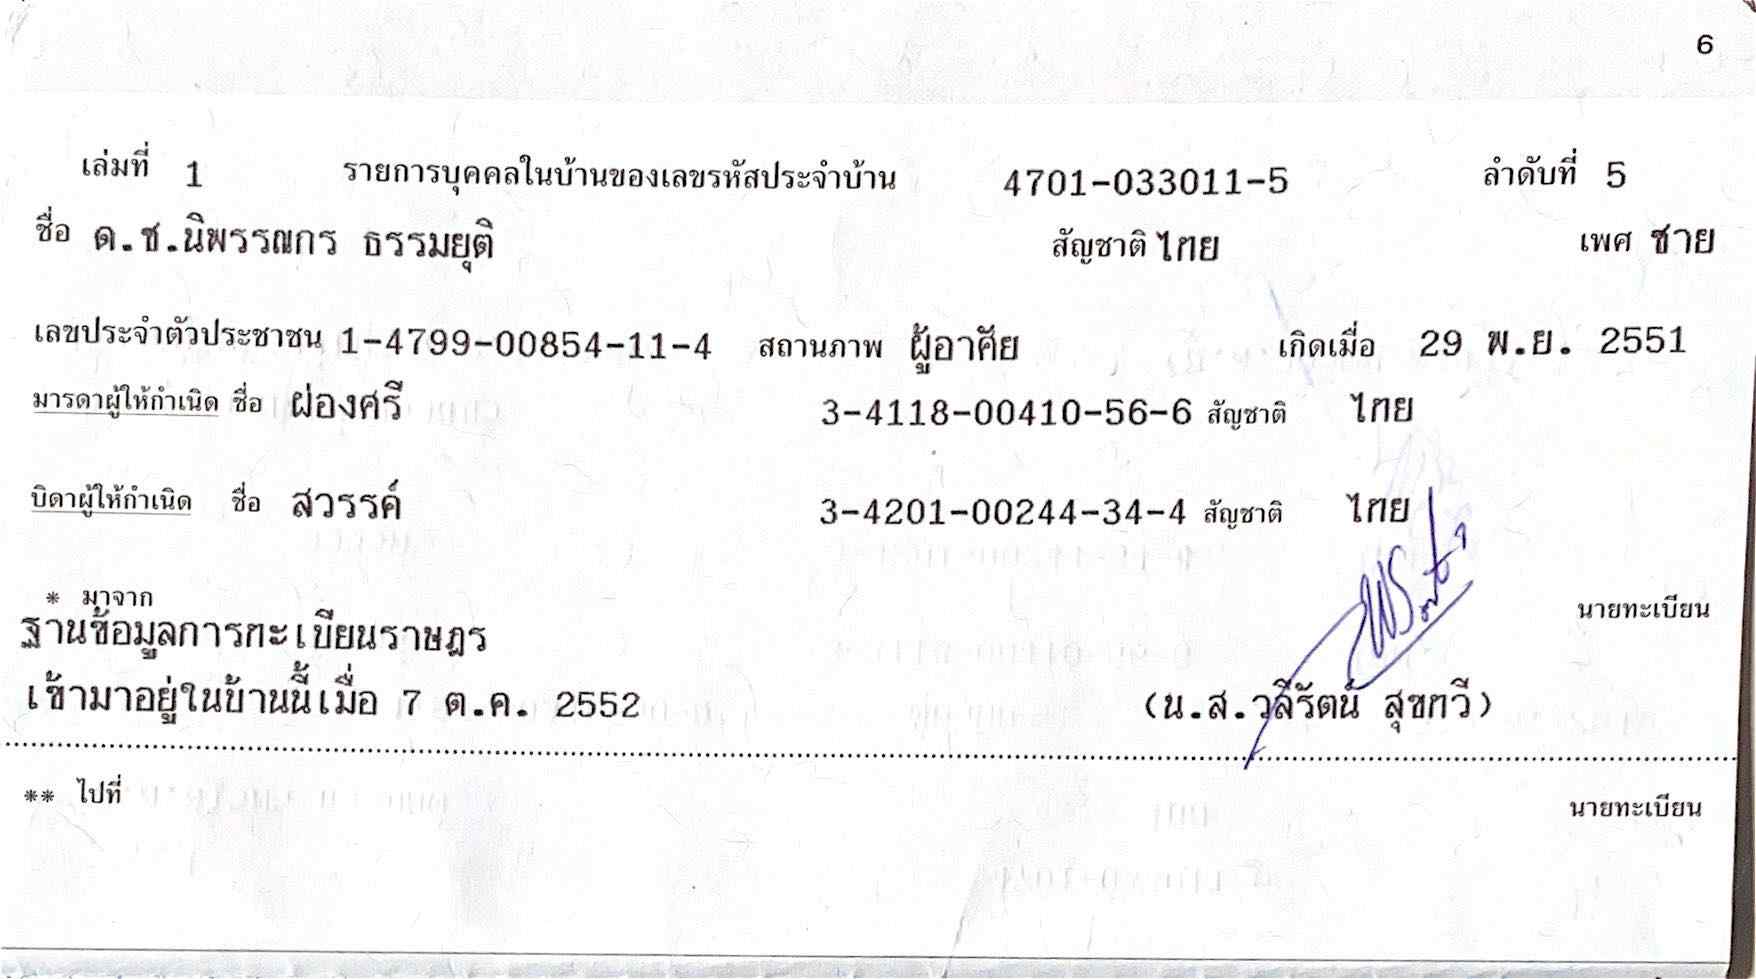 6
เล่มที่ 1 รายการบุคคลในบ้านของเลขรหัสประจำบ้าน 4701-033011-5 ลำดับที่ 5
ชื่อ ด.ช.นิพรรณกร ธรรมยุติ สัญชาติ ไทย เพศ ชาย
เลขประจำตัวประชาชน 1-4799-00854-11-4 สถานภาพ ผู้อาศัย เกิดเมื่อ 29 พ.ย. 2551
มารดาผู้ให้กำเนิด ชื่อ ผ่องศรี 3-4118-00410-56-6 สัญชาติ ไทย
บิดาผู้ให้กำเนิด ชื่อ สวรรค์ 3-4201-00244-34-4 สัญชาติ ไทย
* มาจาก
นายทะเบียน
ฐานข้อมูลการทะเบียนราษฎร
เข้ามาอยู่ในบ้านนี้เมื่อ 7 ต.ค. 2552 (น.ส.วลีรัตน์ สุขทวี)
** ไปที่ นายทะเบียน